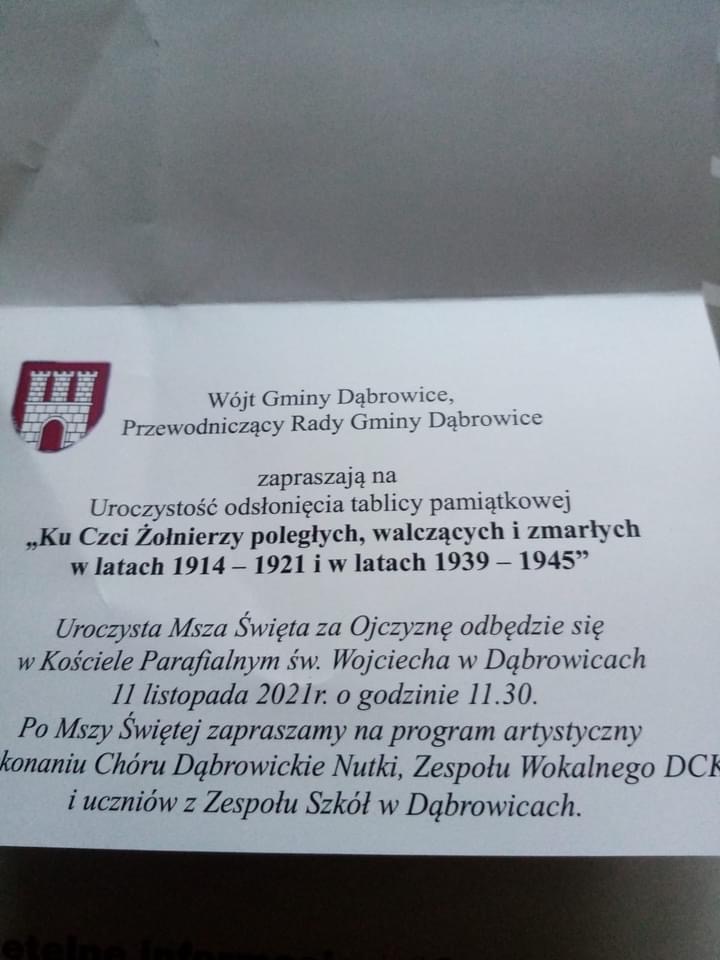 Wójt Gminy Dąbrowice,
Przewodniczący Rady Gminy Dąbrowice
zapraszają na
Uroczystość odsłonięcia tablicy pamiątkowej
„Ku Czci Żołnierzy poległych, walczących i zmarłych
w latach 1914 – 1921 i w latach 1939 – 1945”
Uroczysta Msza Święta za Ojczyznę odbędzie się
w Kościele Parafialnym św. Wojciecha w Dąbrowicach
11 listopada 2021r. o godzinie 11.30.
Po Mszy Świętej zapraszamy na program artystyczny
konaniu Chóru Dąbrowickie Nutki, Zespołu Wokalnego DCK
i uczniów z Zespołu Szkół w Dąbrowicach.